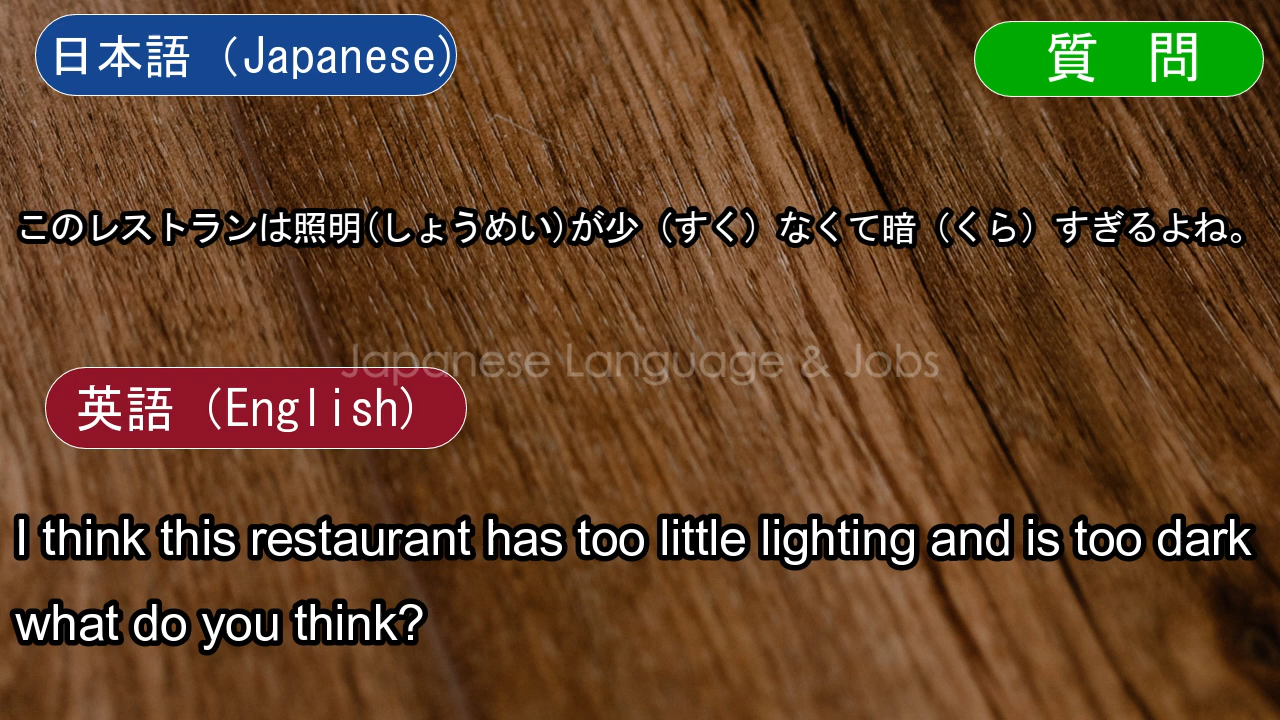 日本語（Japanese)
質　問
このレストランは照明(しょうめい)が少（すく）なくて暗（くら）すぎるよね。
Japanese Language & Jobs
英語（English)
I think this restaurant has too little lighting and is too dark
what do you think?